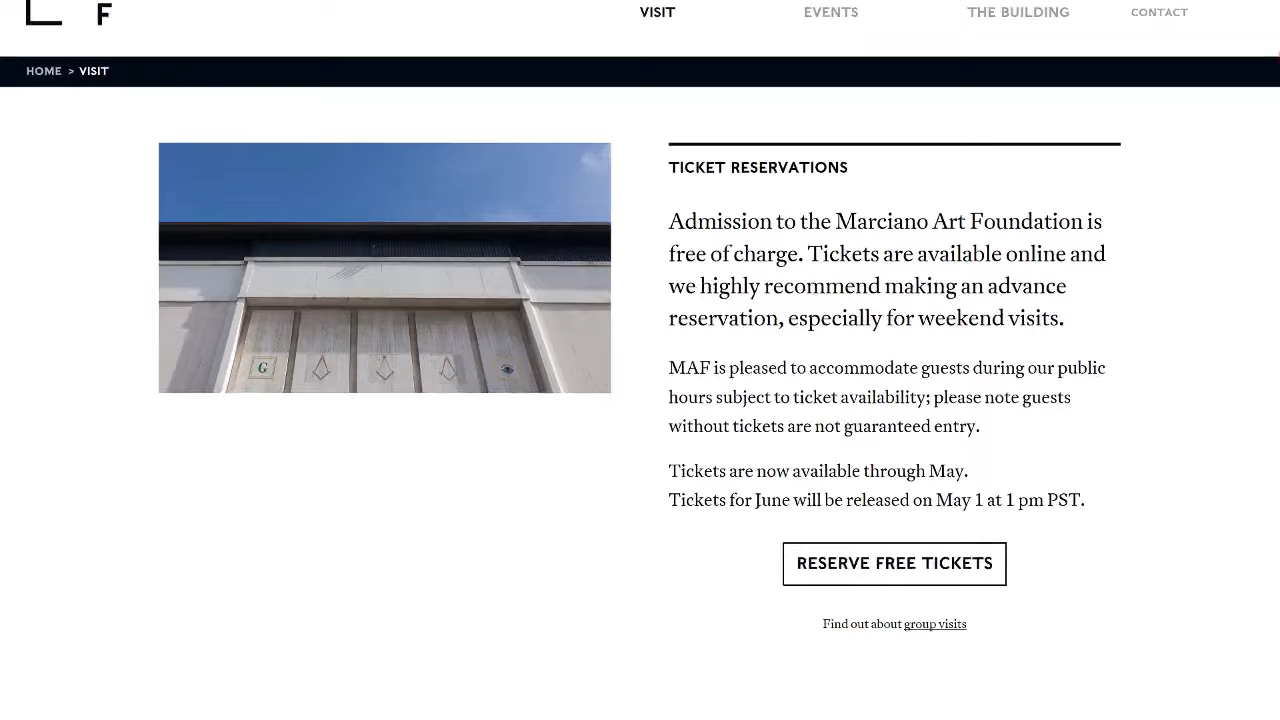 F
VISIT EVENTS THE BUILDING CONTACT
HOME > VISIT
TICKET RESERVATIONS
Admission to the Marciano Art Foundation is
free of charge. Tickets are available online and
we highly recommend making an advance
reservation, especially for weekend visits.
G
MAF is pleased to accommodate guests during our public
hours subject to ticket availability; please note guests
without tickets are not guaranteed entry.
Tickets are now available through May.
Tickets for June will be released on May 1 at 1 pm PST.
RESERVE FREE TICKETS
Find out about group visits